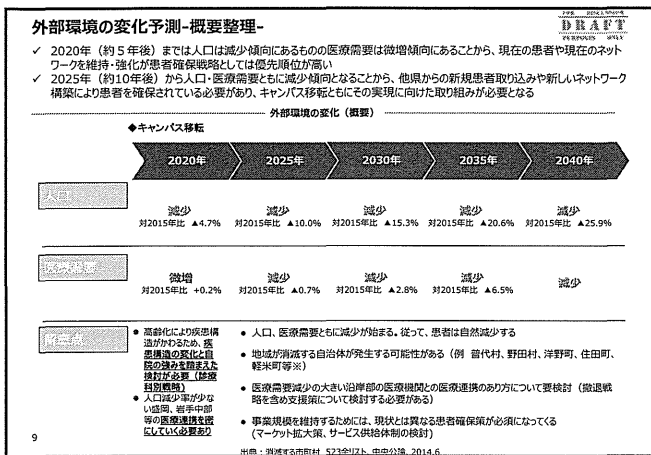 外部環境の変化予測-概要整理-
FOR DISCUSSION
DRAFT
PURPOSES ONLY
✓ 2020年（約５年後）までは人口は減少傾向にあるものの医療需要は微増傾向にあることから、現在の患者や現在のネット
ワークを維持・強化が患者確保戦略としては優先順位が高い
✓ 2025年（約10年後）から人口・医療需要ともに減少傾向となることから、他県からの新規患者取り込みや新しいネットワーク
構築により患者を確保されている必要があり、キャンパス移転ともにその実現に向けた取り組みが必要となる
外部環境の変化（概要）
◆キャンパス移転
2020年 2025年 2030年 2035年 2040年
人口
減少 減少 減少 減少 減少
対2015年比 ▲4.7% 対2015年比 ▲10.0% 対2015年比 ▲15.3% 対2015年比 ▲20.6% 対2015年比 ▲25.9%
医療需要
微増 減少 減少 減少 減少
対2015年比 +0.2% 対2015年比 ▲0.7% 対2015年比 ▲2.8% 対2015年比 ▲6.5%
● 高齢化により疾患構
造がかわるため、疾
患構造の変化と自
院の強みを踏まえた
検討が必要（診療
科別戦略）
● 人口減少率が少な
い盛岡、岩手中部
等の医療連携を密
にしていく必要あり
● 人口、医療需要ともに減少が始まる。従って、患者は自然減少する
● 地域が消滅する自治体が発生する可能性がある（例 普代村、野田村、洋野町、住田町、
軽米町等※）
● 医療需要減少の大きい沿岸部の医療機関との医療連携のあり方について要検討（撤退戦
略を含め支援策について検討する必要がある）
● 事業規模を維持するためには、現状とは異なる患者確保策が必須になってくる
（マーケット拡大策、サービス供給体制の検討）
9
出典：消滅する市町村 523全リスト 中央公論 2014.6